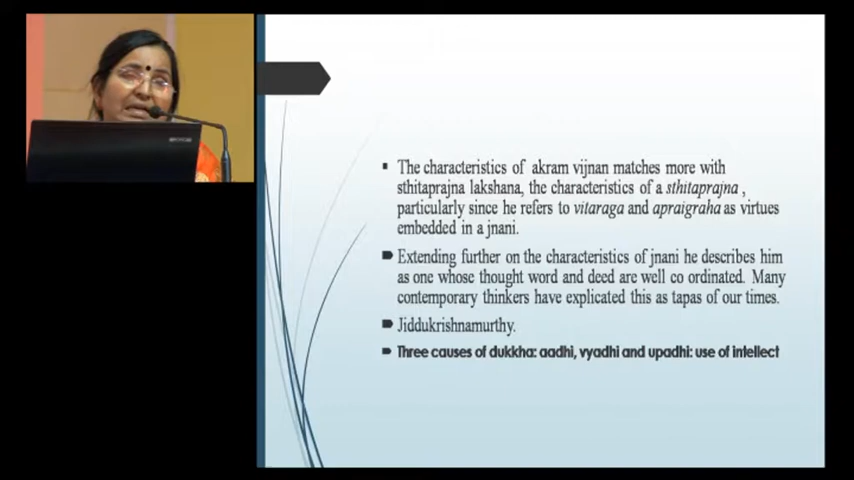 The characteristics of akram vijnan matches more with
sthitaprajna lakshana, the characteristics of a sthitaprajna ,
particularly since he refers to vitaraga and apraigraha as virtues
embedded in a jnani.
Extending further on the characteristics of jnani he describes him
as one whose thought word and deed are well co ordinated. Many
contemporary thinkers have explicated this as tapas of our times.
Jiddukrishnamurthy.
Three causes of dukkha: aadhi, vyadhi and upadhi: use of intellect